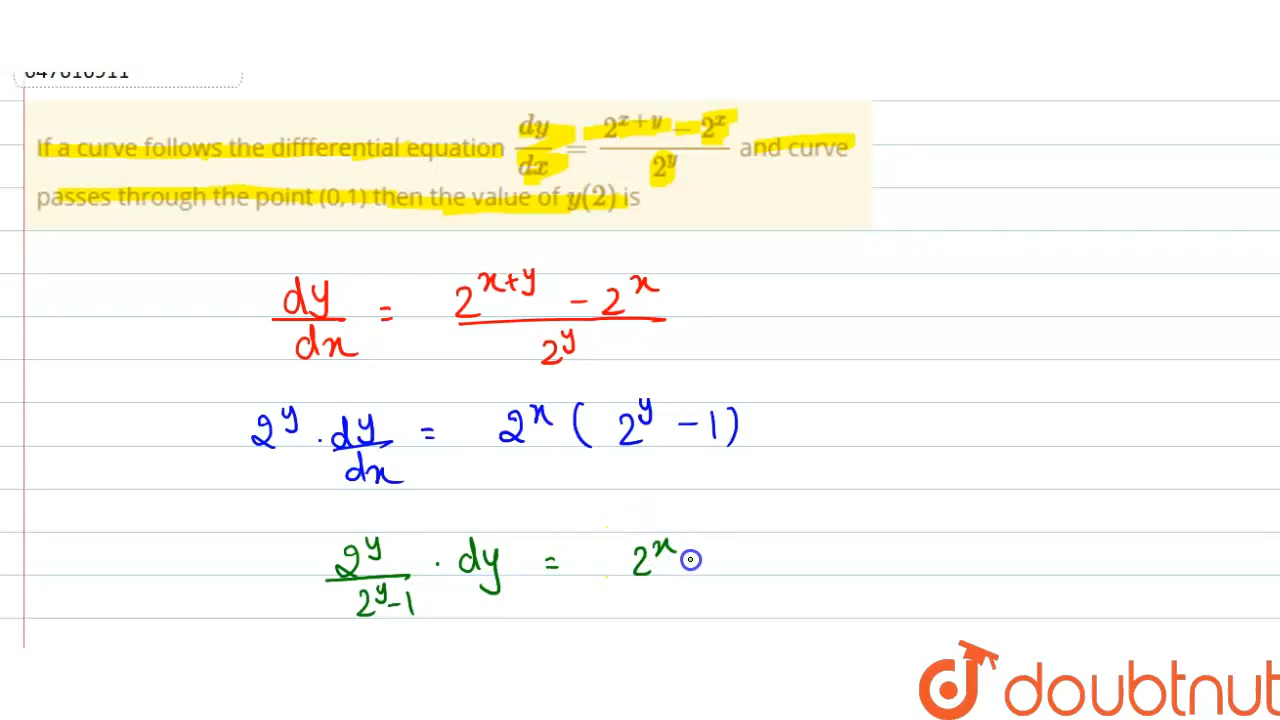 If a curve follows the diffferential equation dy/dx = (2^{x+y} − 2^x)/2^y and curve
passes through the point (0,1) then the value of y(2) is
dy/dx = (2^{x+y} − 2^x)/2^y
2^y · dy/dx = 2^x (2^y − 1)
2^y/(2^y−1) · dy = 2^x
doubtnut